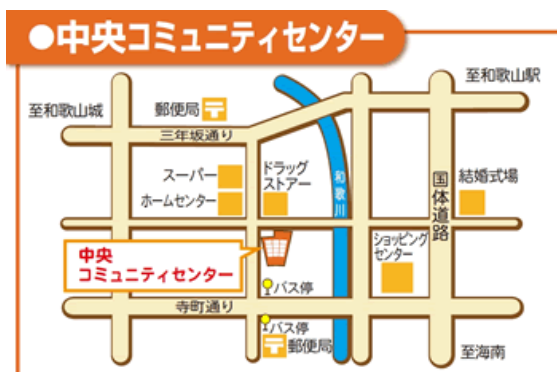 ●中央コミュニティセンター
至和歌山駅
至和歌山城
郵便局
三年坂通り
スーパー
ホームセンター
ドラッグ
ストアー
和歌川
国体道路
結婚式場
中央
コミュニティセンター
ショッピング
センター
バス停
寺町通り
バス停
郵便局
至海南